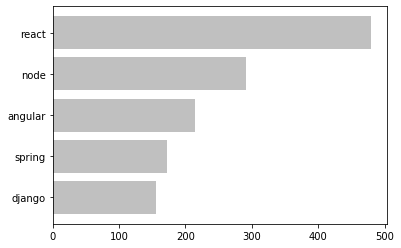 react
node
angular
spring
django
0 100 200 300 400 500